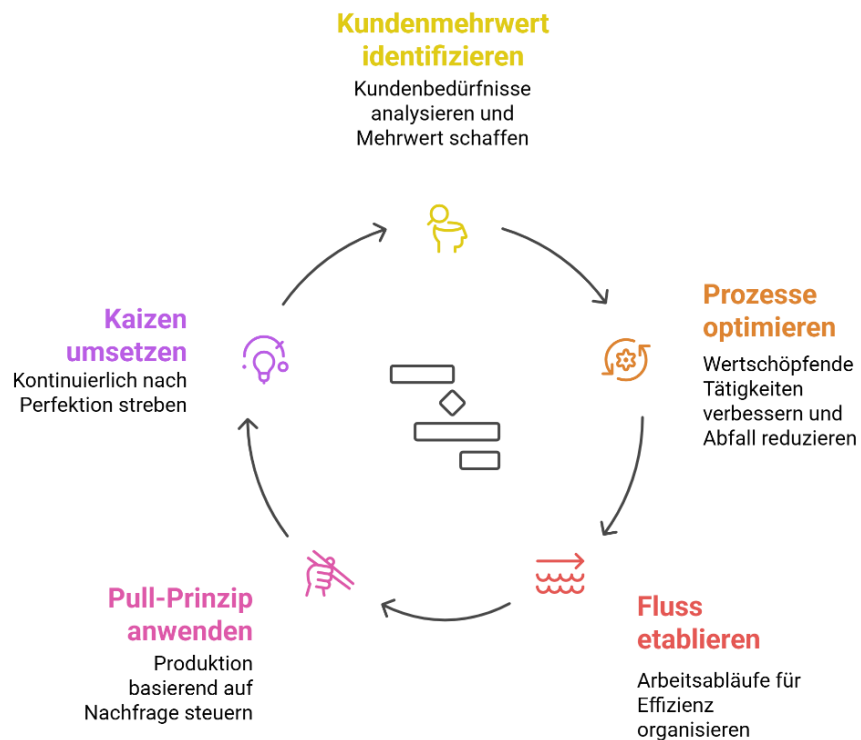 Kundenmehrwert
identifizieren
Kundenbedürfnisse
analysieren und
Mehrwert schaffen
Prozesse
optimieren
Wertschöpfende
Tätigkeiten
verbessern und
Abfall reduzieren
Fluss
etablieren
Arbeitsabläufe für
Effizienz
organisieren
Pull-Prinzip
anwenden
Produktion
basierend auf
Nachfrage steuern
Kaizen
umsetzen
Kontinuierlich nach
Perfektion streben